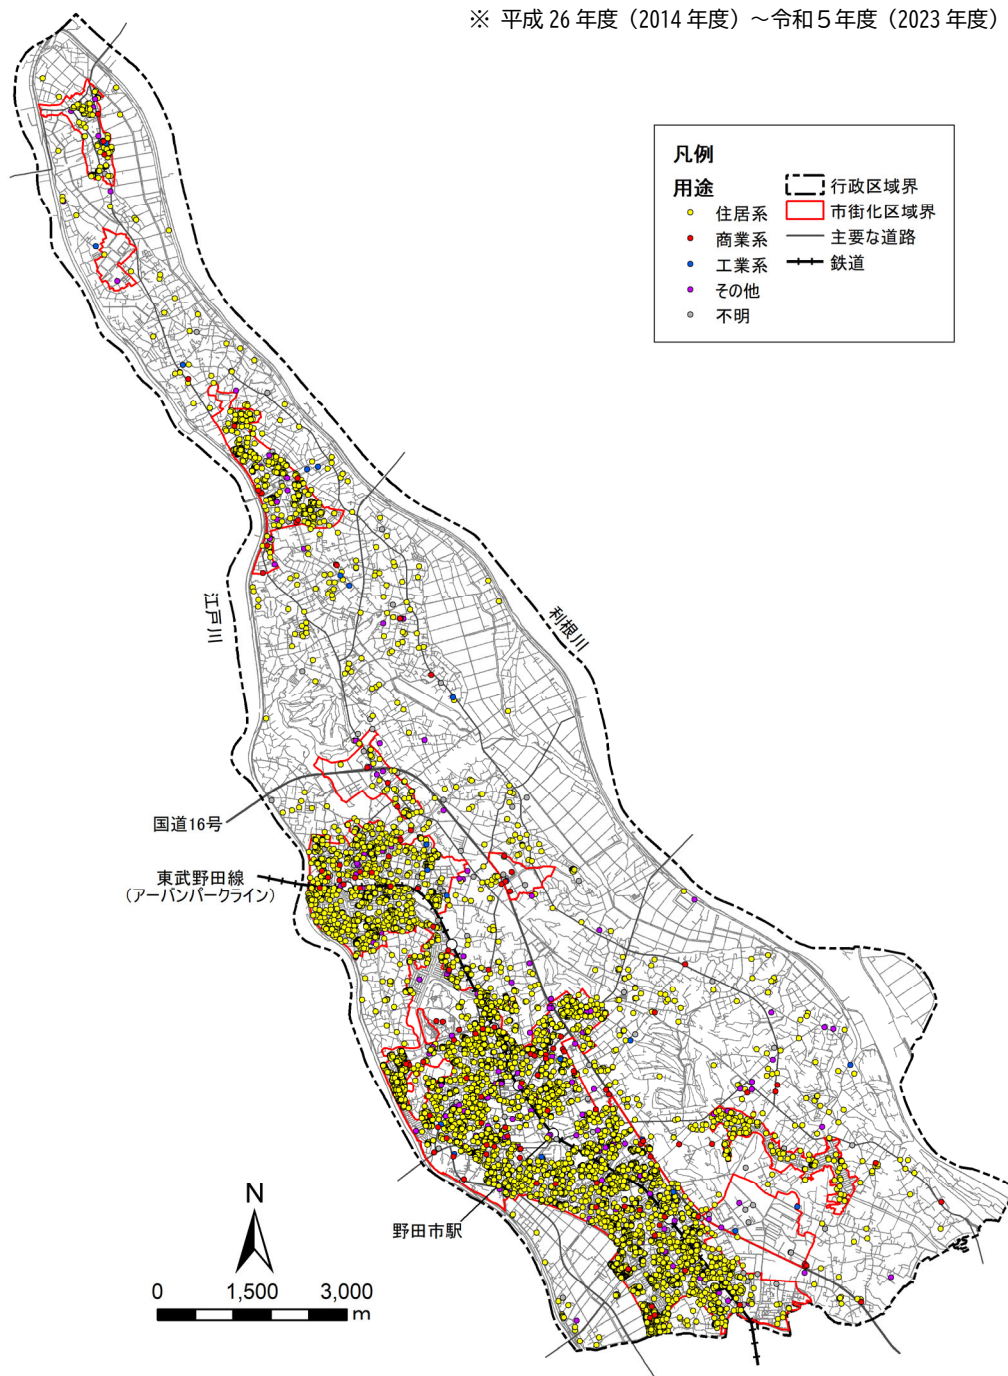 ※ 平成 26 年度（2014 年度）～令和５年度（2023 年度）
凡例
用途
住居系
商業系
工業系
その他
不明
行政区域界
市街化区域界
主要な道路
鉄道
江戸川
利根川
国道16号
東武野田線
（アーバンパークライン）
野田市駅
N
0 1,500 3,000
m